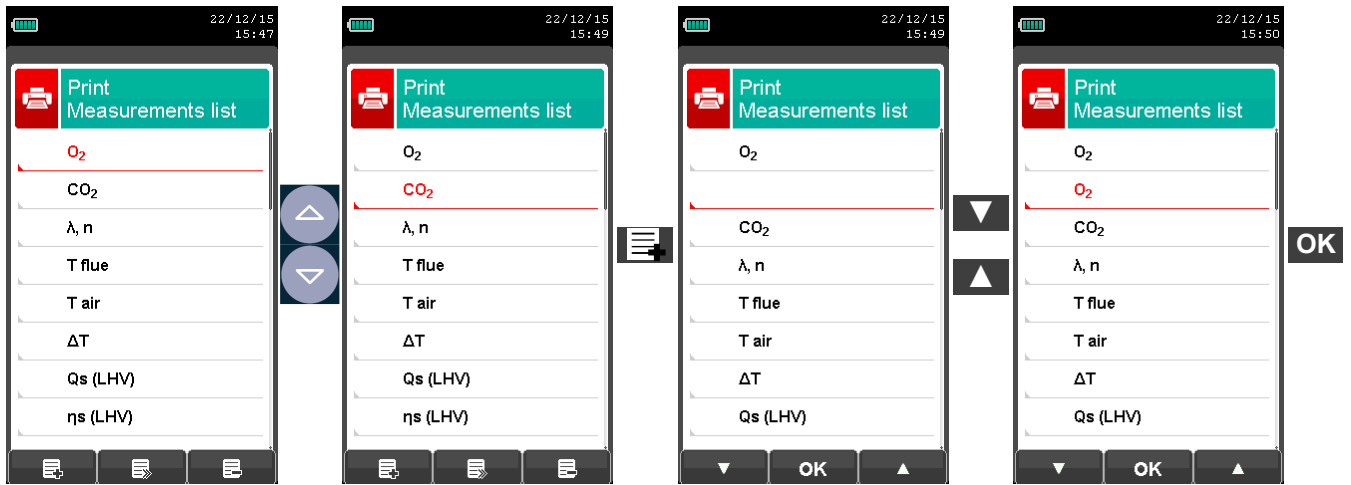 22/12/15
15:47
Print
Measurements list
O₂
CO₂
λ, n
T flue
T air
ΔT
Qs (LHV)
ηs (LHV)
22/12/15
15:49
Print
Measurements list
O₂
CO₂
λ, n
T flue
T air
ΔT
Qs (LHV)
ηs (LHV)
22/12/15
15:49
Print
Measurements list
O₂
CO₂
λ, n
T flue
T air
ΔT
Qs (LHV)
OK
22/12/15
15:50
Print
Measurements list
O₂
O₂
CO₂
λ, n
T flue
T air
ΔT
Qs (LHV)
OK
OK